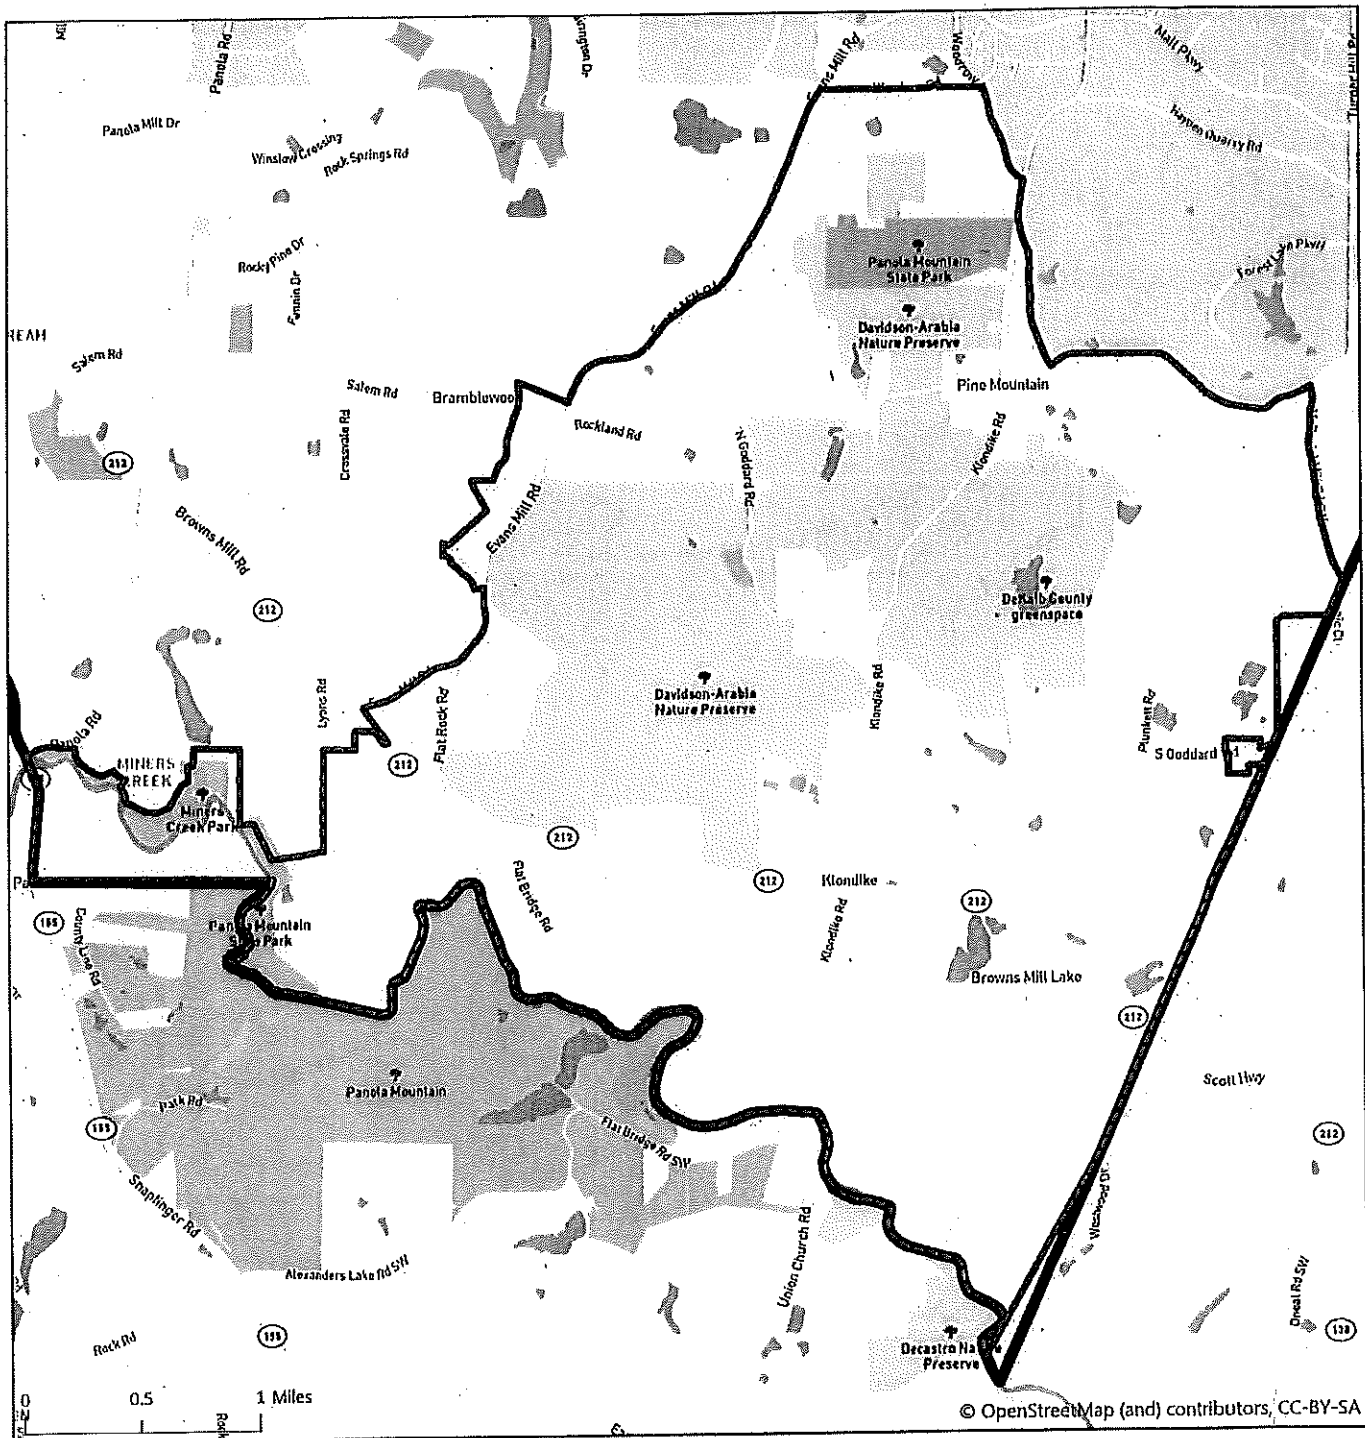 Panola Rd
Mill Rd
Woodrow
Mall Pkwy
Panola Mill Dr
Hayden Quarry Rd
Winslow Crossing
Rock Springs Rd
Rocky Pine Dr
Panola Mountain
State Park
Forest Lake Pkwy
Fannin Dr
Davidson-Arabia
Nature Preserve
Salem Rd
Salem Rd
Pine Mountain
Rockland Rd
Crossvale Rd
N Goddard Rd
Klondike Rd
212
Evans Mill Rd
Browns Mill Rd
212
DeKalb County
greenspace
Davidson-Arabia
Nature Preserve
Klondike Rd
Lyons Rd
Flat Rock Rd
Plunkett Rd
Panola Rd
S Goddard
MINERS
CREEK
212
Miners
Creek Park
212
212
Klondike
Flat Bridge Rd
212
155
Panola Mountain
State Park
Klondike Rd
County Line Rd
Browns Mill Lake
212
Scott Hwy
Panola Mountain
Park Rd
155
Flat Bridge Rd SW
212
Snapfinger Rd
Westwood Dr
Union Church Rd
Alexanders Lake Rd SW
Oneal Rd SW
Rock Rd
155
Decastro Nature
Preserve
138
0 0.5 1 Miles
© OpenStreetMap (and) contributors, CC-BY-SA